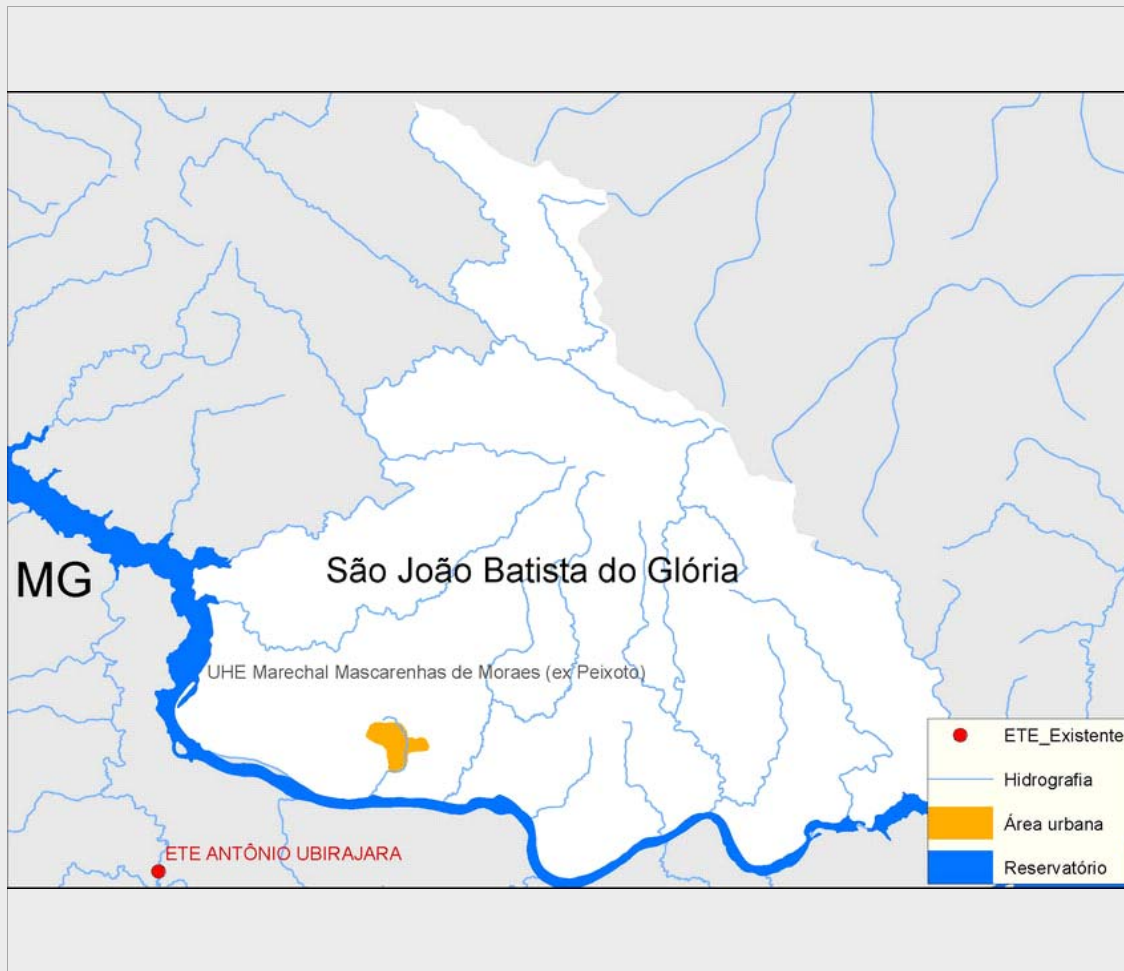 São João Batista do Glória
MG
UHE Marechal Mascarenhas de Moraes (ex Peixoto)
ETE_Existente
Hidrografia
Área urbana
Reservatório
ETE ANTÔNIO UBIRAJARA